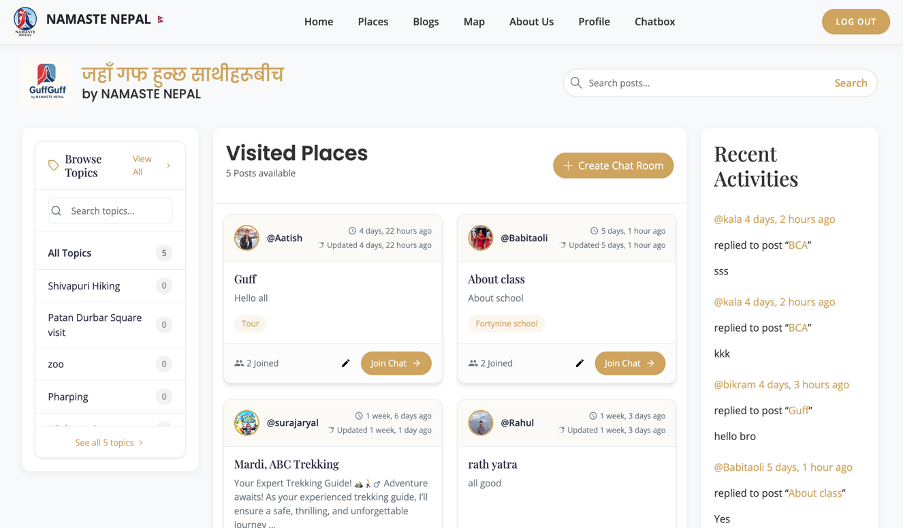 NAMASTE NEPAL
NAMASTE
NEPAL
Home
Places
Blogs
Map
About Us
Profile
Chatbox
LOG OUT
GuffGuff
by NAMASTE NEPAL
जहाँ गफ हुन्छ साथीहरूबीच
by NAMASTE NEPAL
Search posts...
Search
Browse
Topics
View
All
Search topics...
All Topics 5
Shivapuri Hiking 0
Patan Durbar Square
visit 0
zoo 0
Pharping 0
See all 5 topics
Visited Places
5 Posts available
Create Chat Room
@Aatish
4 days, 22 hours ago
Updated 4 days, 22 hours ago
Guff
Hello all
Tour
2 Joined
Join Chat
@Babitaoli
5 days, 1 hour ago
Updated 5 days, 1 hour ago
About class
About school
Fortynine school
2 Joined
Join Chat
@surajaryal
1 week, 6 days ago
Updated 1 week, 1 day ago
Mardi, ABC Trekking
Your Expert Trekking Guide! Adventure
awaits! As your experienced trekking guide, I'll
ensure a safe, thrilling, and unforgettable
journey ...
@Rahul
1 week, 3 days ago
Updated 1 week, 3 days ago
rath yatra
all good
Recent
Activities
@kala 4 days, 2 hours ago
replied to post “BCA”
sss
@kala 4 days, 2 hours ago
replied to post “BCA”
kkk
@bikram 4 days, 3 hours ago
replied to post “Guff”
hello bro
@Babitaoli 5 days, 1 hour ago
replied to post “About class”
Yes